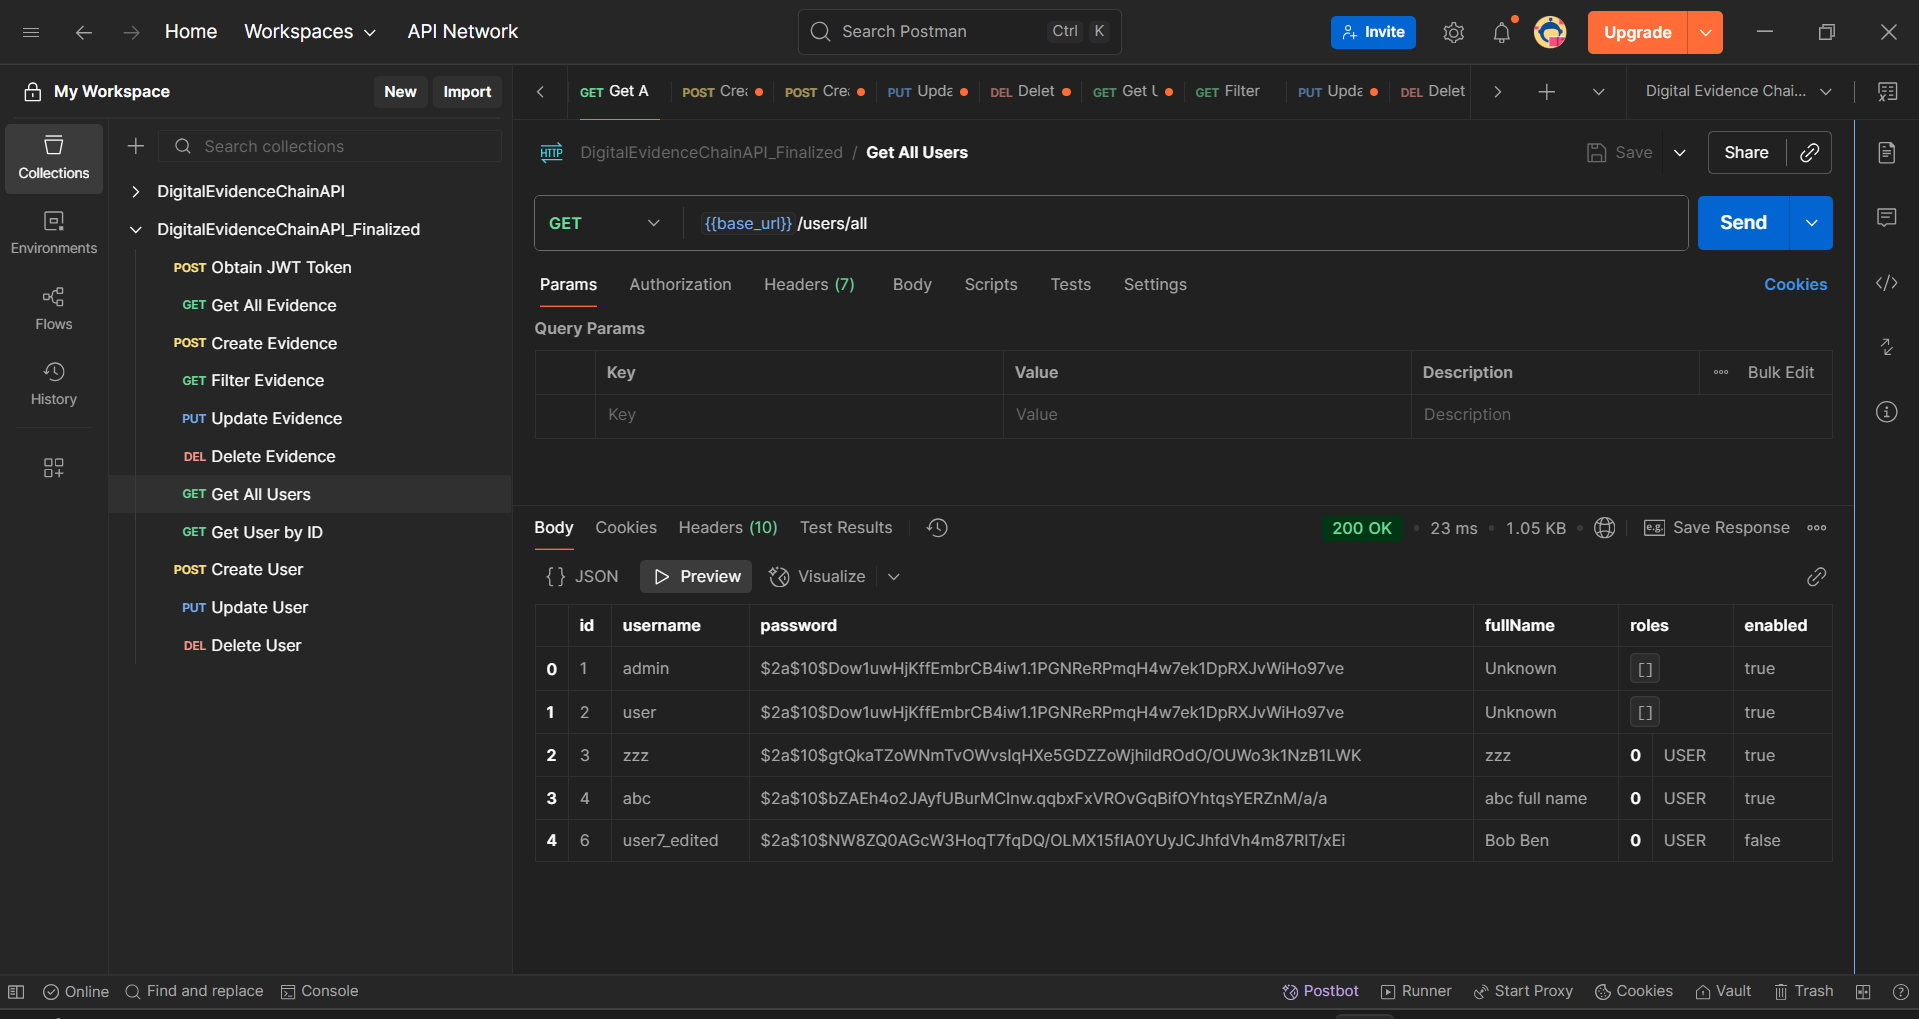 Home Workspaces API Network Search Postman Ctrl K Invite Upgrade
My Workspace New Import
GET Get A POST Crea POST Crea PUT Upda DEL Delet GET Get U GET Filter PUT Upda DEL Delet Digital Evidence Chai...
Collections
Environments
Flows
History
Search collections
DigitalEvidenceChainAPI
DigitalEvidenceChainAPI_Finalized
POST Obtain JWT Token
GET Get All Evidence
POST Create Evidence
GET Filter Evidence
PUT Update Evidence
DEL Delete Evidence
GET Get All Users
GET Get User by ID
POST Create User
PUT Update User
DEL Delete User
HTTP DigitalEvidenceChainAPI_Finalized / Get All Users Save Share
GET {{base_url}} /users/all Send
Params Authorization Headers (7) Body Scripts Tests Settings Cookies
Query Params
Key Value Description Bulk Edit
Key Value Description
Body Cookies Headers (10) Test Results 200 OK 23 ms 1.05 KB e.g. Save Response
{} JSON Preview Visualize
id username password fullName roles enabled
0 1 admin $2a$10$Dow1uwHjKffEmbrCB4iw1.1PGNReRPmqH4w7ek1DpRXJvWiHo97ve Unknown [] true
1 2 user $2a$10$Dow1uwHjKffEmbrCB4iw1.1PGNReRPmqH4w7ek1DpRXJvWiHo97ve Unknown [] true
2 3 zzz $2a$10$gtQkaTZoWNmTvOWvsIqHXe5GDZZoWjhildROdO/OUWo3k1NzB1LWK zzz 0 USER true
3 4 abc $2a$10$bZAEh4o2JAyfUBurMClnw.qqbxFxVROvGqBifOYhtqsYERZnM/a/a abc full name 0 USER true
4 6 user7_edited $2a$10$NW8ZQ0AGcW3HoqT7fqDQ/OLMX15fIA0YUyJCJhfdVh4m87RlT/xEi Bob Ben 0 USER false
Online Find and replace Console Postbot Runner Start Proxy Cookies Vault Trash